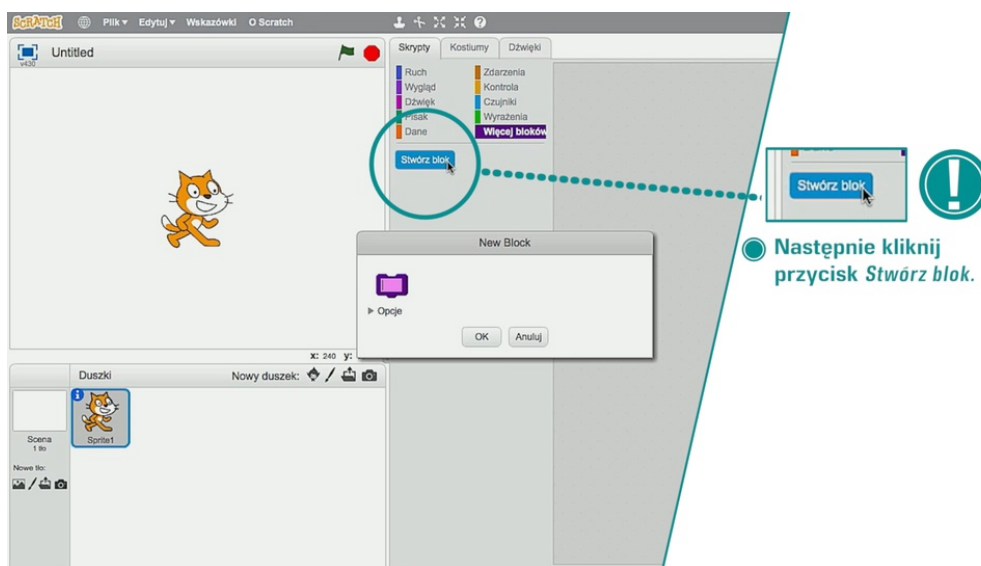 SCRATCH Plik Edytuj Wskazówki O Scratch
Untitled
v430
Skrypty Kostiumy Dźwięki
Ruch Zdarzenia
Wygląd Kontrola
Dźwięk Czujniki
Pisak Wyrażenia
Dane Więcej bloków
Stwórz blok
Stwórz blok
Następnie kliknij
przycisk Stwórz blok.
New Block
Opcje
OK Anuluj
x: 240 y:
Duszki Nowy duszek:
Scena
1 tło
Sprite1
Nowe tło: